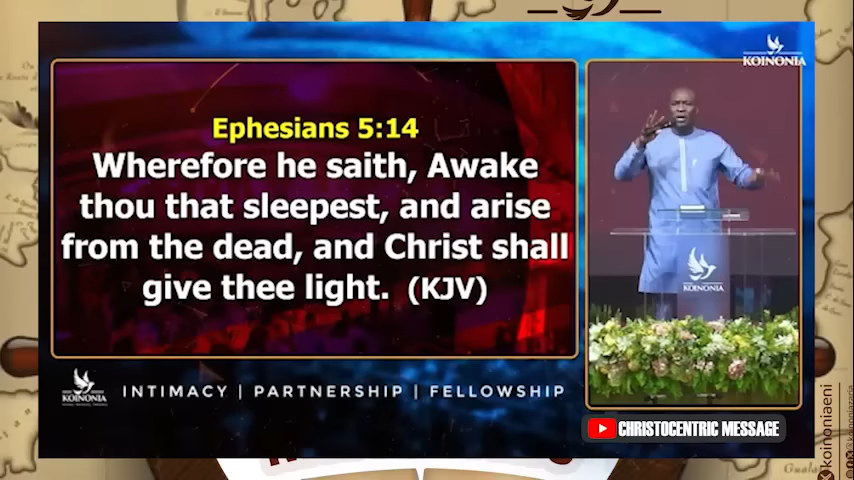 KOINONIA
Ephesians 5:14
Wherefore he saith, Awake
thou that sleepest, and arise
from the dead, and Christ shall
give thee light. (KJV)
KOINONIA
KOINONIA
INTIMACY | PARTNERSHIP | FELLOWSHIP
CHRISTOCENTRIC MESSAGE
koinoniaeni